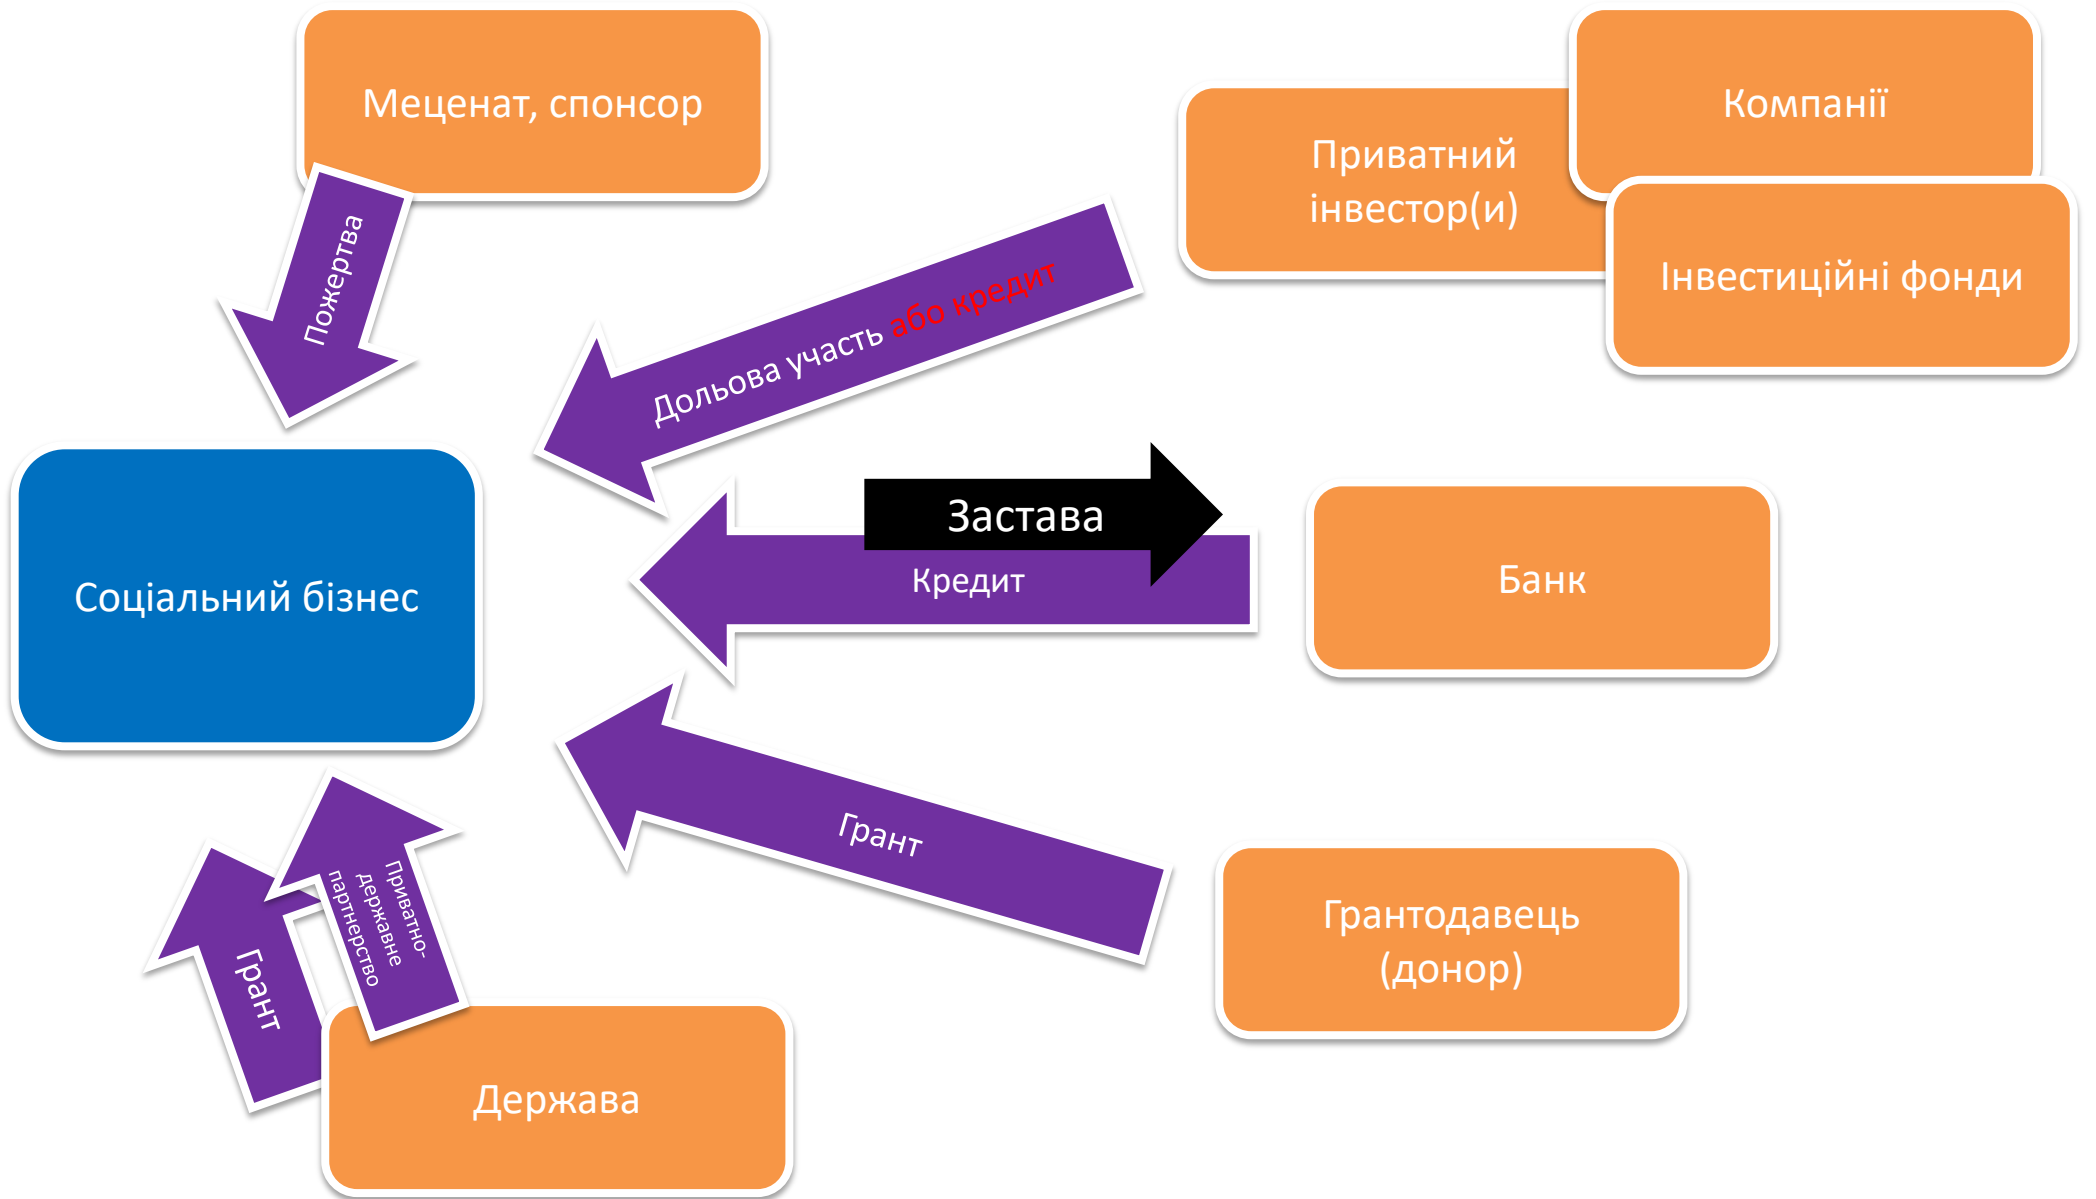 Меценат, спонсор
Компанії
Приватний
інвестор(и)
Інвестиційні фонди
Пожертва
Дольова участь або кредит
Застава
Кредит
Банк
Соціальний бізнес
Грант
Грантодавець
(донор)
Приватно-
державне
партнерство
Грант
Держава